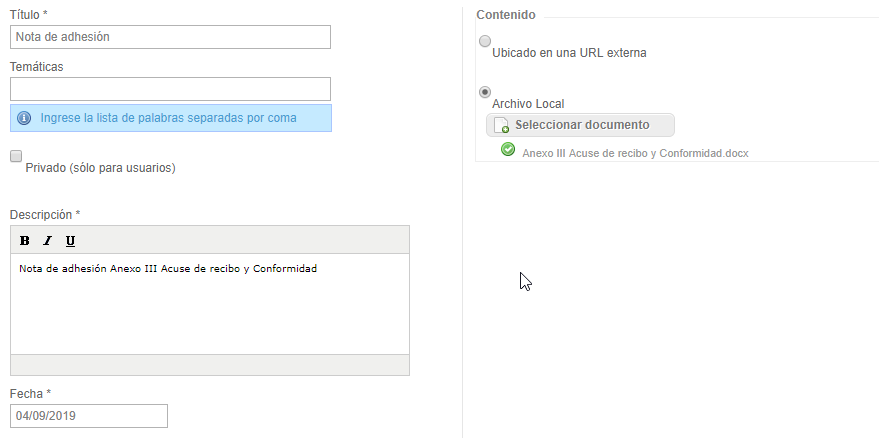 Título *
Nota de adhesión
Temáticas
Ingrese la lista de palabras separadas por coma
Privado (sólo para usuarios)
Descripción *
B I U
Nota de adhesión Anexo III Acuse de recibo y Conformidad
Fecha *
04/09/2019
Contenido
Ubicado en una URL externa
Archivo Local
Seleccionar documento
Anexo III Acuse de recibo y Conformidad.docx